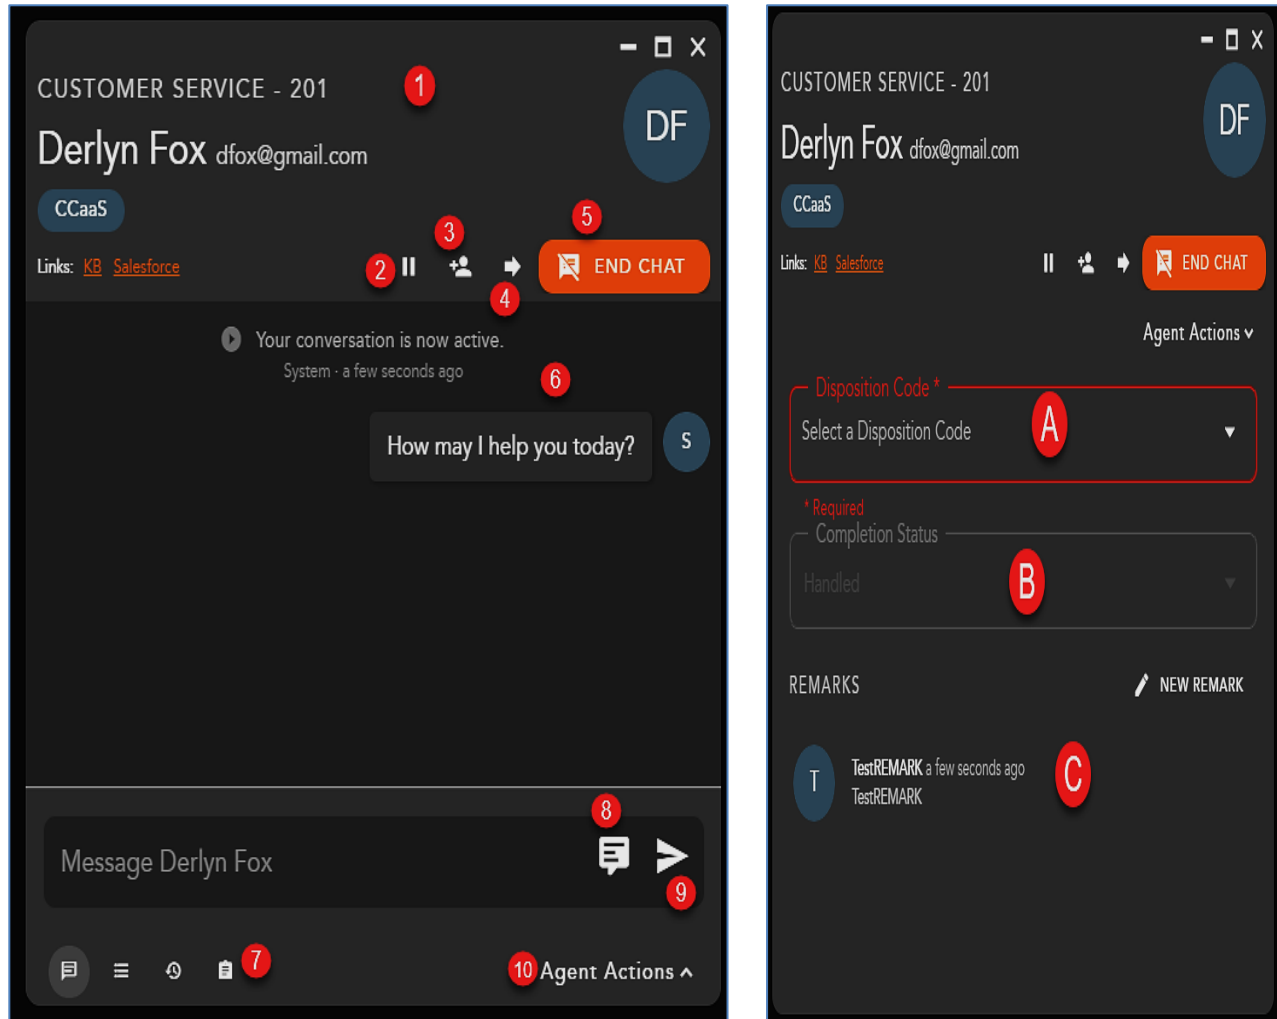 CUSTOMER SERVICE - 201
1
DF
Derlyn Fox dfox@gmail.com
CCaaS
5
3
Links: KB Salesforce
2
END CHAT
4
Your conversation is now active.
System · a few seconds ago
6
How may I help you today?
S
8
Message Derlyn Fox
9
7
10 Agent Actions
CUSTOMER SERVICE - 201
DF
Derlyn Fox dfox@gmail.com
CCaaS
Links: KB Salesforce
END CHAT
Agent Actions
Disposition Code *
Select a Disposition Code
A
* Required
Completion Status
Handled
B
REMARKS
NEW REMARK
T
TestREMARK a few seconds ago
TestREMARK
C